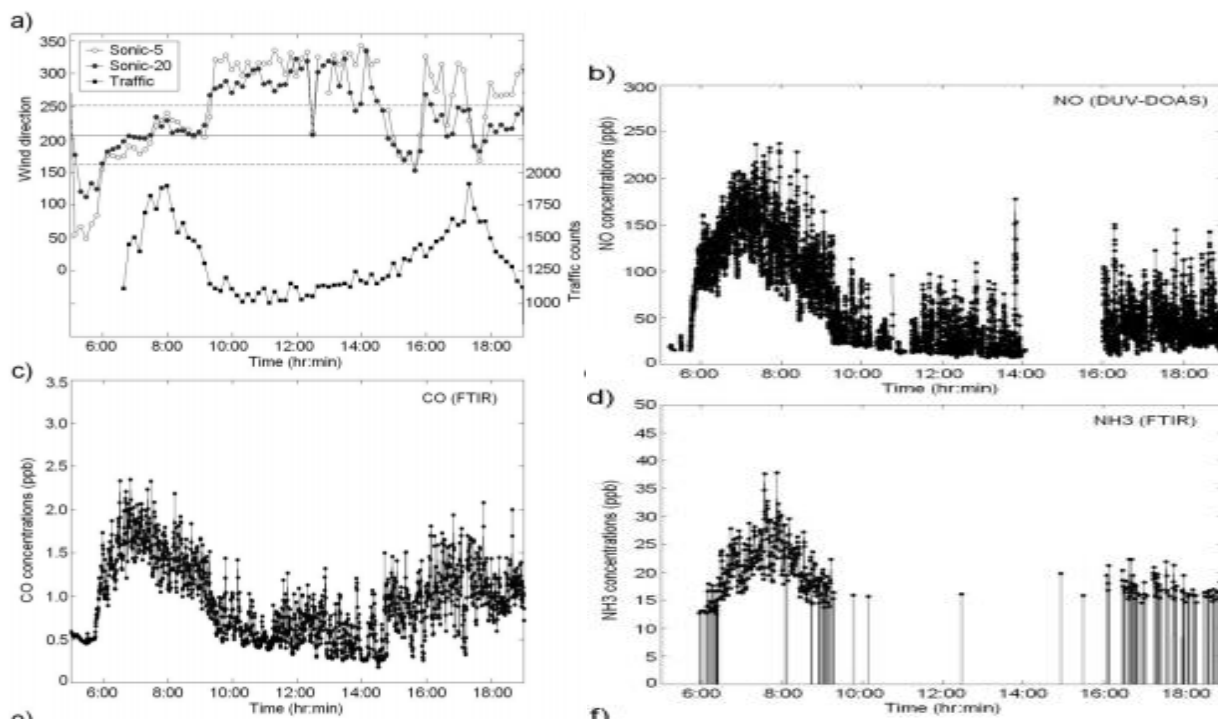 a)
350
300
250
200
150
100
50
0
Wind direction
Sonic-5
Sonic-20
Traffic
2000
1750
1500
1250
1000
Traffic counts
6:00 8:00 10:00 12:00 14:00 16:00 18:00
Time (hr:min)
b)
300
250
200
150
100
50
0
NO concentrations (ppb)
NO (DUV-DOAS)
6:00 8:00 10:00 12:00 14:00 16:00 18:00
Time (hr:min)
c)
3.5
3.0
2.5
2.0
1.5
1.0
0.5
0
CO concentrations (ppb)
CO (FTIR)
6:00 8:00 10:00 12:00 14:00 16:00 18:00
Time (hr:min)
d)
50
45
40
35
30
25
20
15
10
5
0
NH3 concentrations (ppb)
NH3 (FTIR)
6:00 8:00 10:00 12:00 14:00 16:00 18:00
Time (hr:min)